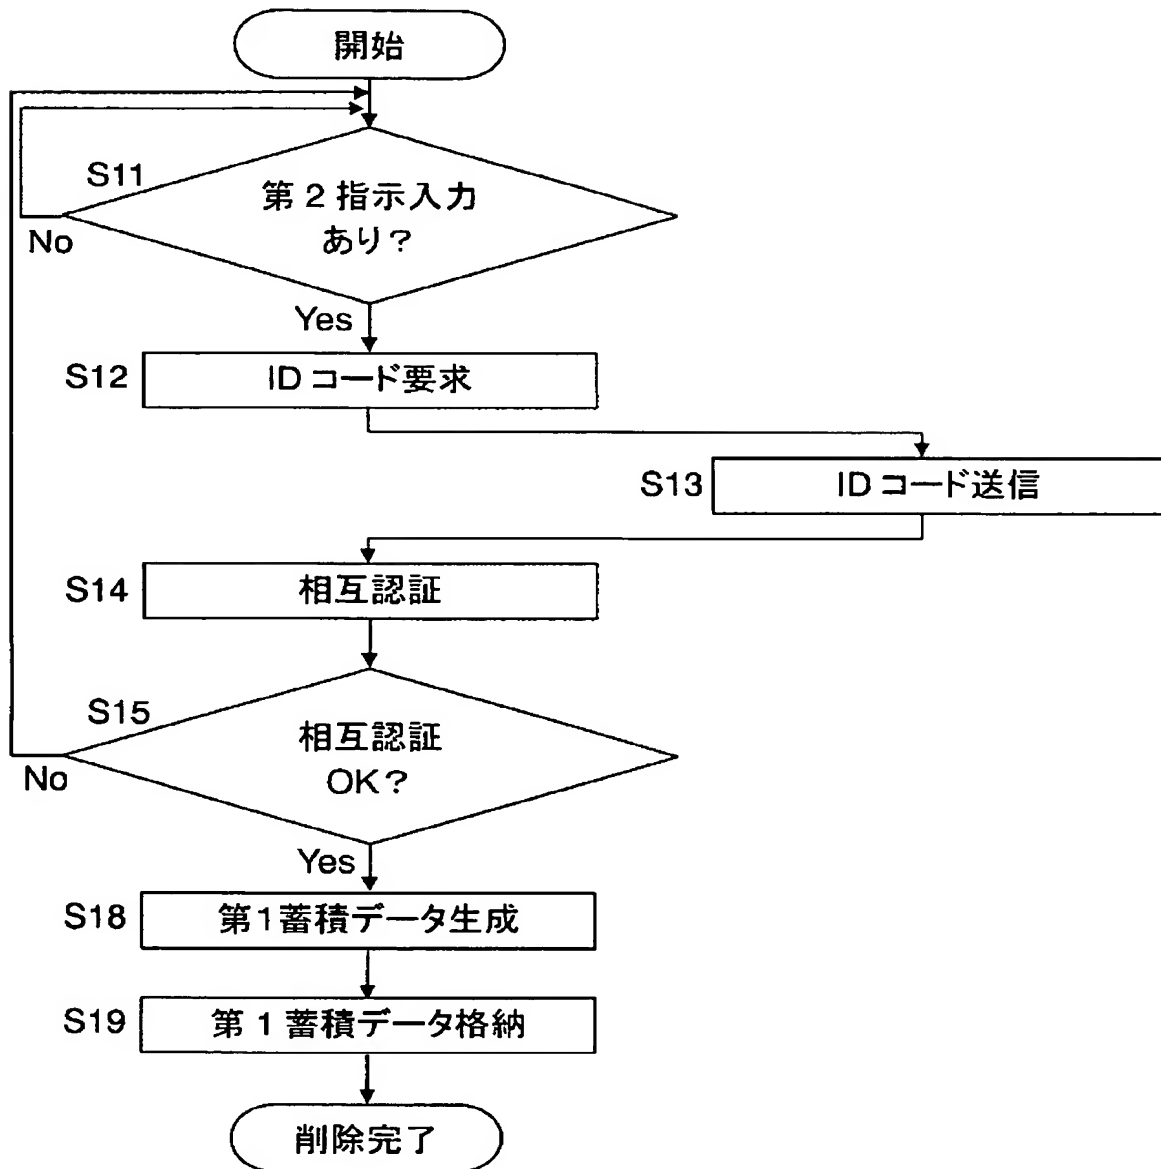 開始
S11
第2指示入力
あり?
No
Yes
S12
IDコード要求
S13
IDコード送信
S14
相互認証
S15
相互認証
OK?
No
Yes
S18
第1蓄積データ生成
S19
第1蓄積データ格納
削除完了